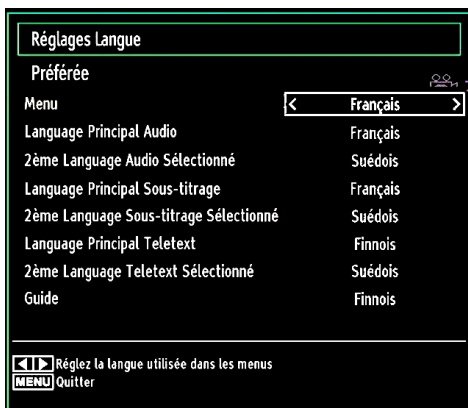 Réglages Langue
Préférée
Menu Français
Language Principal Audio Français
2ème Language Audio Sélectionné Suédois
Language Principal Sous-titrage Français
2ème Language Sous-titrage Sélectionné Suédois
Language Principal Teletext Finnois
2ème Language Teletext Sélectionné Suédois
Guide Finnois
Réglez la langue utilisée dans les menus
MENU Quitter